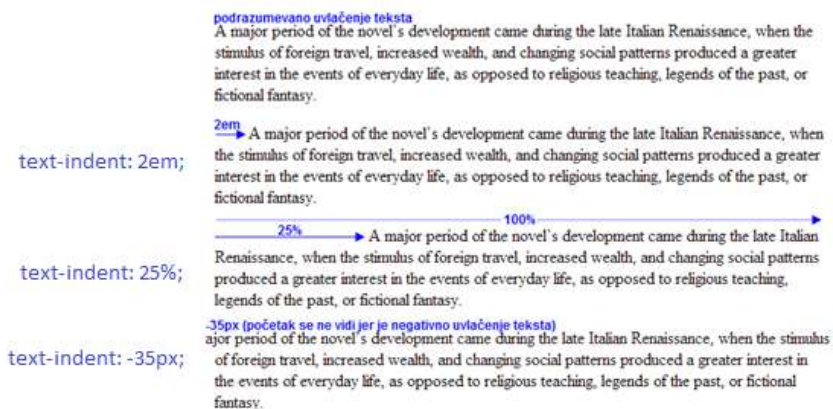 podrazumevano uvlačenje teksta
A major period of the novel's development came during the late Italian Renaissance, when the
stimulus of foreign travel, increased wealth, and changing social patterns produced a greater
interest in the events of everyday life, as opposed to religious teaching, legends of the past, or
fictional fantasy.
text-indent: 2em;
2em
A major period of the novel's development came during the late Italian Renaissance, when
the stimulus of foreign travel, increased wealth, and changing social patterns produced a greater
interest in the events of everyday life, as opposed to religious teaching, legends of the past, or
fictional fantasy.
text-indent: 25%;
100%
25%
A major period of the novel's development came during the late Italian
Renaissance, when the stimulus of foreign travel, increased wealth, and changing social patterns
produced a greater interest in the events of everyday life, as opposed to religious teaching,
legends of the past, or fictional fantasy.
text-indent: -35px;
-35px (početak se ne vidi jer je negativno uvlačenje teksta)
ajor period of the novel's development came during the late Italian Renaissance, when the stimulus
of foreign travel, increased wealth, and changing social patterns produced a greater interest in
the events of everyday life, as opposed to religious teaching, legends of the past, or fictional
fantasy.